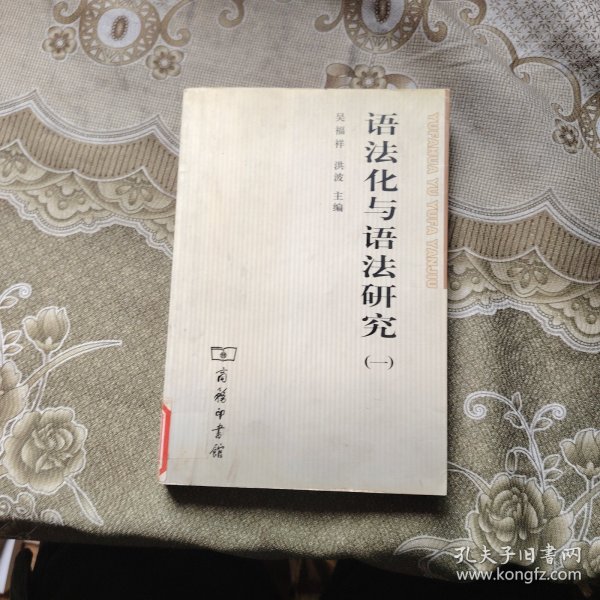 YUFAHUA YU YUFA YANJIU
语法化与语法研究
(一)
吴福祥 洪波 主编
商务印书馆
孔夫子旧书网
www.kongfz.com